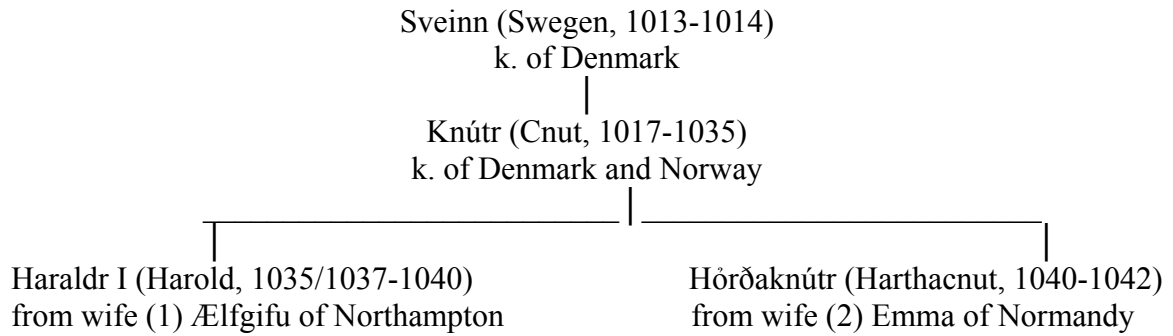 Sveinn (Swegen, 1013-1014)
k. of Denmark
Knútr (Cnut, 1017-1035)
k. of Denmark and Norway
Haraldr I (Harold, 1035/1037-1040) Hỏrðaknútr (Harthacnut, 1040-1042)
from wife (1) Ælfgifu of Northampton from wife (2) Emma of Normandy